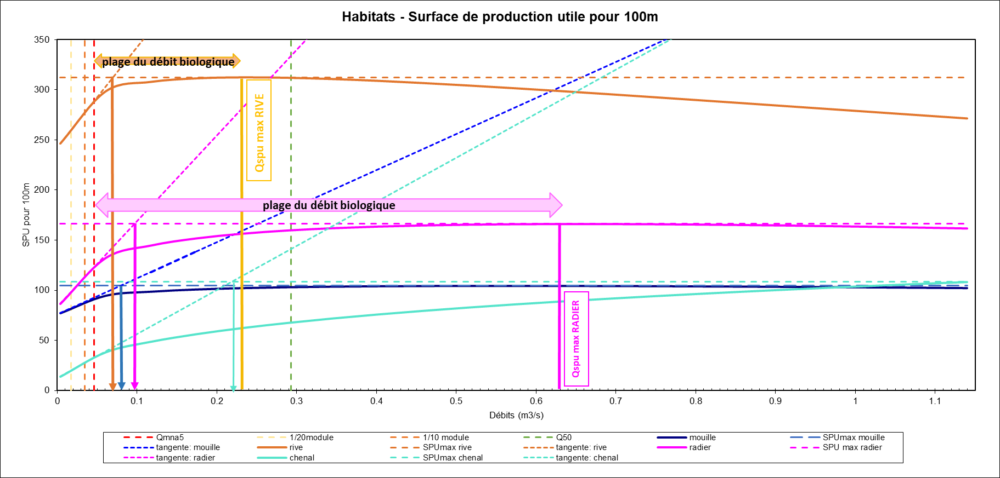 Habitats - Surface de production utile pour 100m
350
300
250
200
150
100
50
0
SPU pour 100m
plage du débit biologique
Qspu max RIVE
plage du débit biologique
Qspu max RADIER
0 0.1 0.2 0.3 0.4 0.5 0.6 0.7 0.8 0.9 1 1.1
Débits (m3/s)
Qmna5 1/20module 1/10 module Q50 mouille SPUmax mouille
tangente: mouille rive SPUmax rive tangente: rive radier SPU max radier
tangente: radier chenal SPUmax chenal tangente: chenal